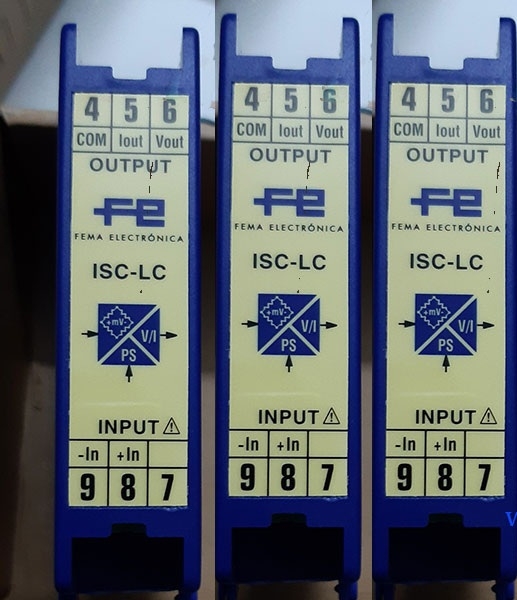 4 5 6
COM Iout Vout
OUTPUT
Fe
FEMA ELECTRÓNICA
ISC-LC
+mV-
V/I
PS
INPUT ⚠
-In +In
9 8 7
4 5 6
COM Iout Vout
OUTPUT
Fe
FEMA ELECTRÓNICA
ISC-LC
+mV-
V/I
PS
INPUT ⚠
-In +In
9 8 7
4 5 6
COM Iout Vout
OUTPUT
Fe
FEMA ELECTRÓNICA
ISC-LC
+mV-
V/I
PS
INPUT ⚠
-In +In
9 8 7